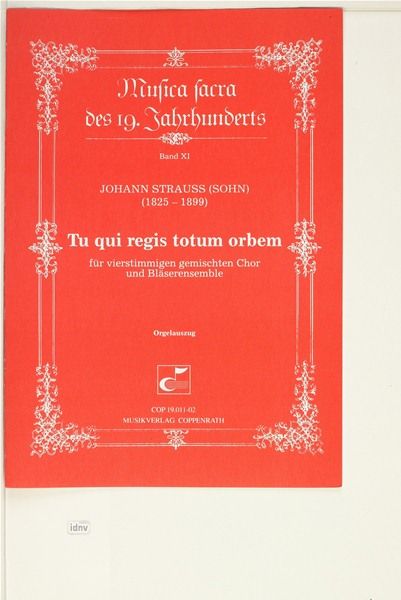 Musica sacra
des 19. Jahrhunderts
Band XI
JOHANN STRAUSS (SOHN)
(1825 – 1899)
Tu qui regis totum orbem
für vierstimmigen gemischten Chor
und Bläserensemble
Orgelauszug
COP 19.011-02
MUSIKVERLAG COPPENRATH
idnv